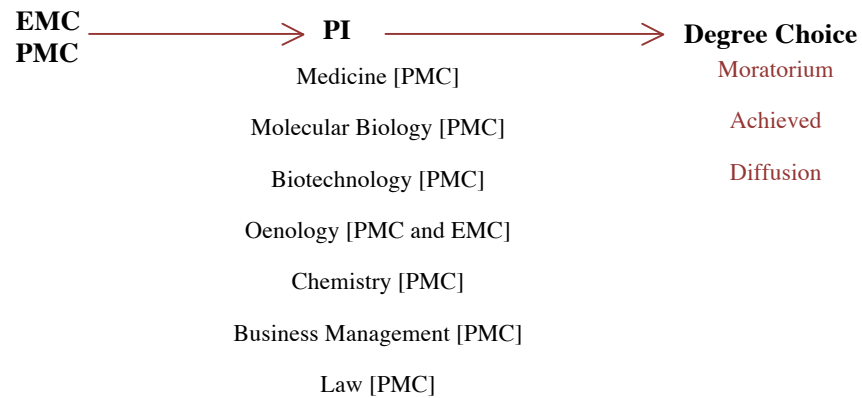 EMC
PMC
PI
Degree Choice
Medicine [PMC]
Moratorium
Molecular Biology [PMC]
Achieved
Biotechnology [PMC]
Diffusion
Oenology [PMC and EMC]
Chemistry [PMC]
Business Management [PMC]
Law [PMC]